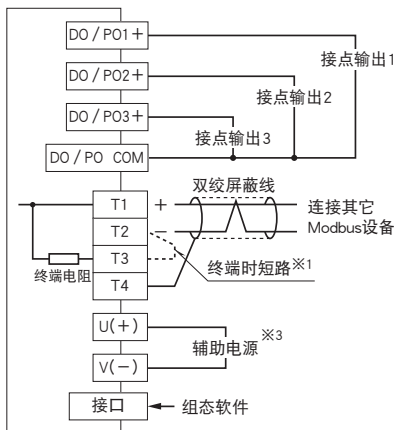 DO/PO1+
接点输出1
DO/PO2+
接点输出2
DO/PO3+
接点输出3
DO/PO COM
双绞屏蔽线
T1 + 连接其它
T2 − Modbus设备
T3 终端时短路※1
终端电阻
T4
U(+)
辅助电源※3
V(−)
接口 组态软件